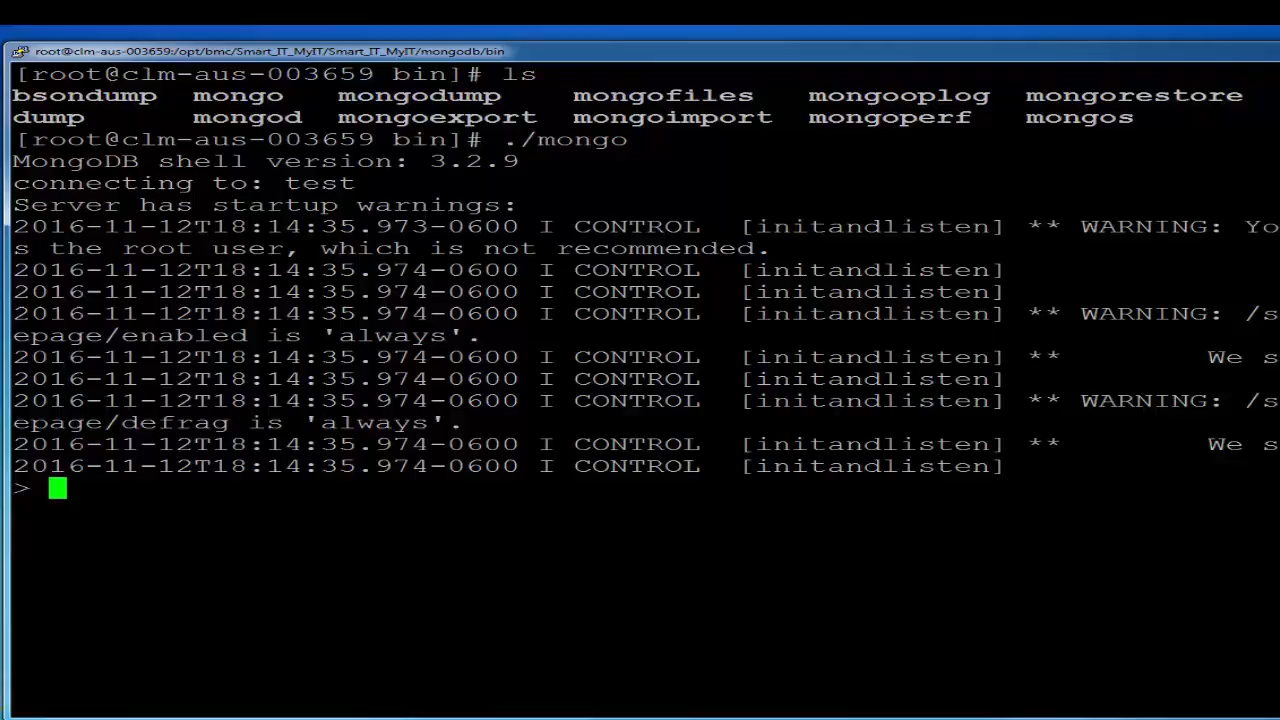 root@clm-aus-003659:/opt/bmc/Smart_IT_MyIT/Smart_IT_MyIT/mongodb/bin
[root@clm-aus-003659 bin]# ls
bsondump mongo mongodump mongofiles mongooplog mongorestore
dump mongod mongoexport mongoimport mongoperf mongos
[root@clm-aus-003659 bin]# ./mongo
MongoDB shell version: 3.2.9
connecting to: test
Server has startup warnings:
2016-11-12T18:14:35.973-0600 I CONTROL [initandlisten] ** WARNING: Yo
s the root user, which is not recommended.
2016-11-12T18:14:35.974-0600 I CONTROL [initandlisten]
2016-11-12T18:14:35.974-0600 I CONTROL [initandlisten]
2016-11-12T18:14:35.974-0600 I CONTROL [initandlisten] ** WARNING: /s
epage/enabled is 'always'.
2016-11-12T18:14:35.974-0600 I CONTROL [initandlisten] ** We s
2016-11-12T18:14:35.974-0600 I CONTROL [initandlisten]
2016-11-12T18:14:35.974-0600 I CONTROL [initandlisten] ** WARNING: /s
epage/defrag is 'always'.
2016-11-12T18:14:35.974-0600 I CONTROL [initandlisten] ** We s
2016-11-12T18:14:35.974-0600 I CONTROL [initandlisten]
>